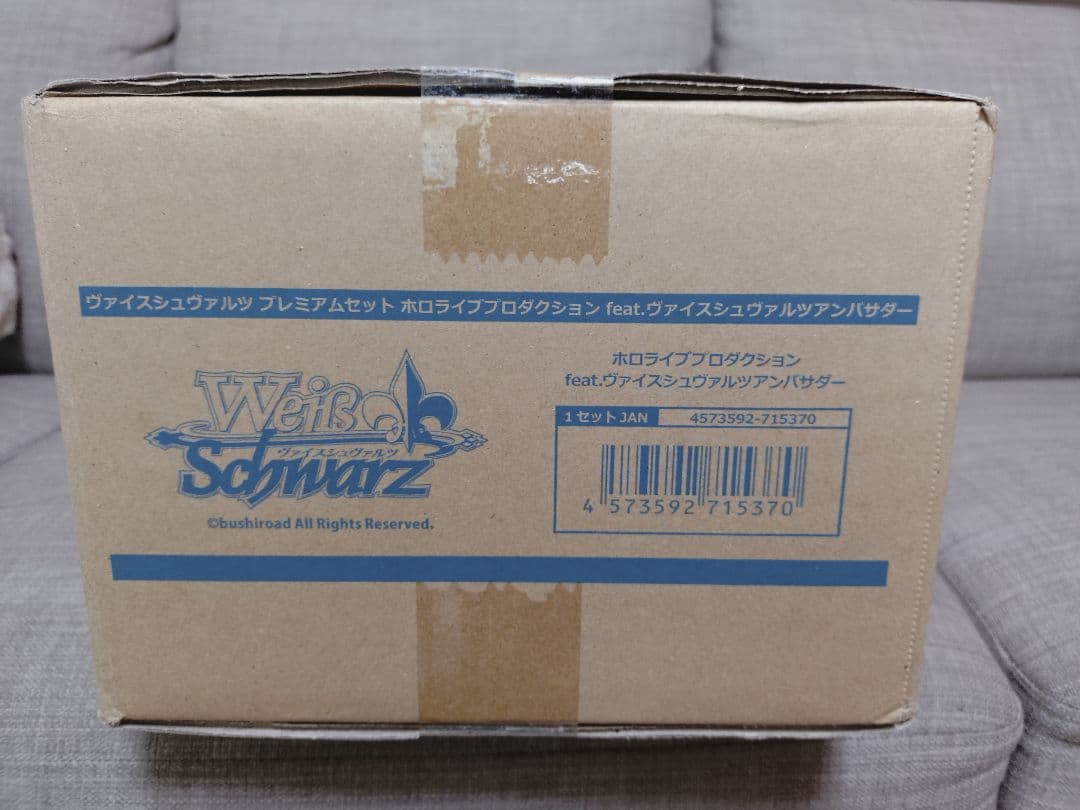 ヴァイスシュヴァルツ プレミアムセット ホロライブプロダクション feat.ヴァイスシュヴァルツアンバサダー
ホロライブプロダクション
feat.ヴァイスシュヴァルツアンバサダー
1セットJAN 4573592-715370
4 573592 715370
Weiß
ヴァイスシュヴァルツ
Schwarz
©bushiroad All Rights Reserved.